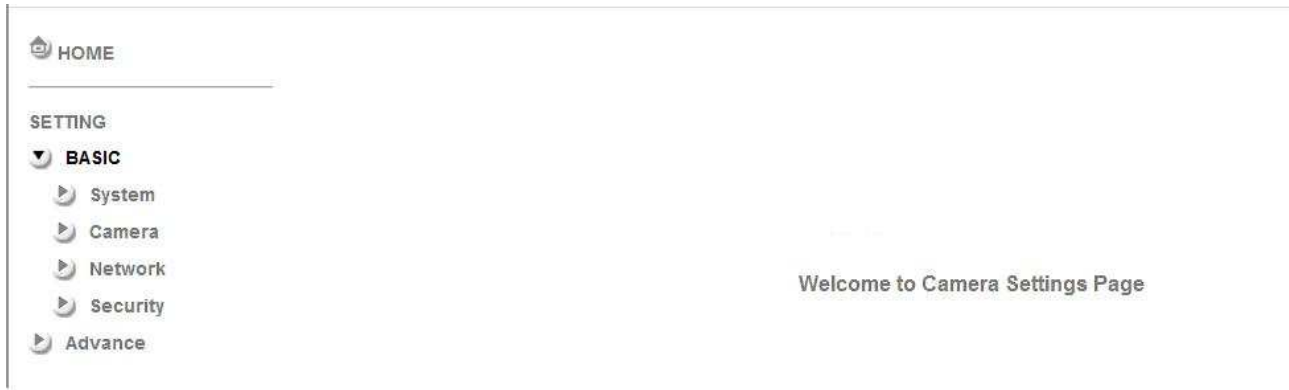 HOME
SETTING
BASIC
System
Camera
Network
Security
Advance
Welcome to Camera Settings Page